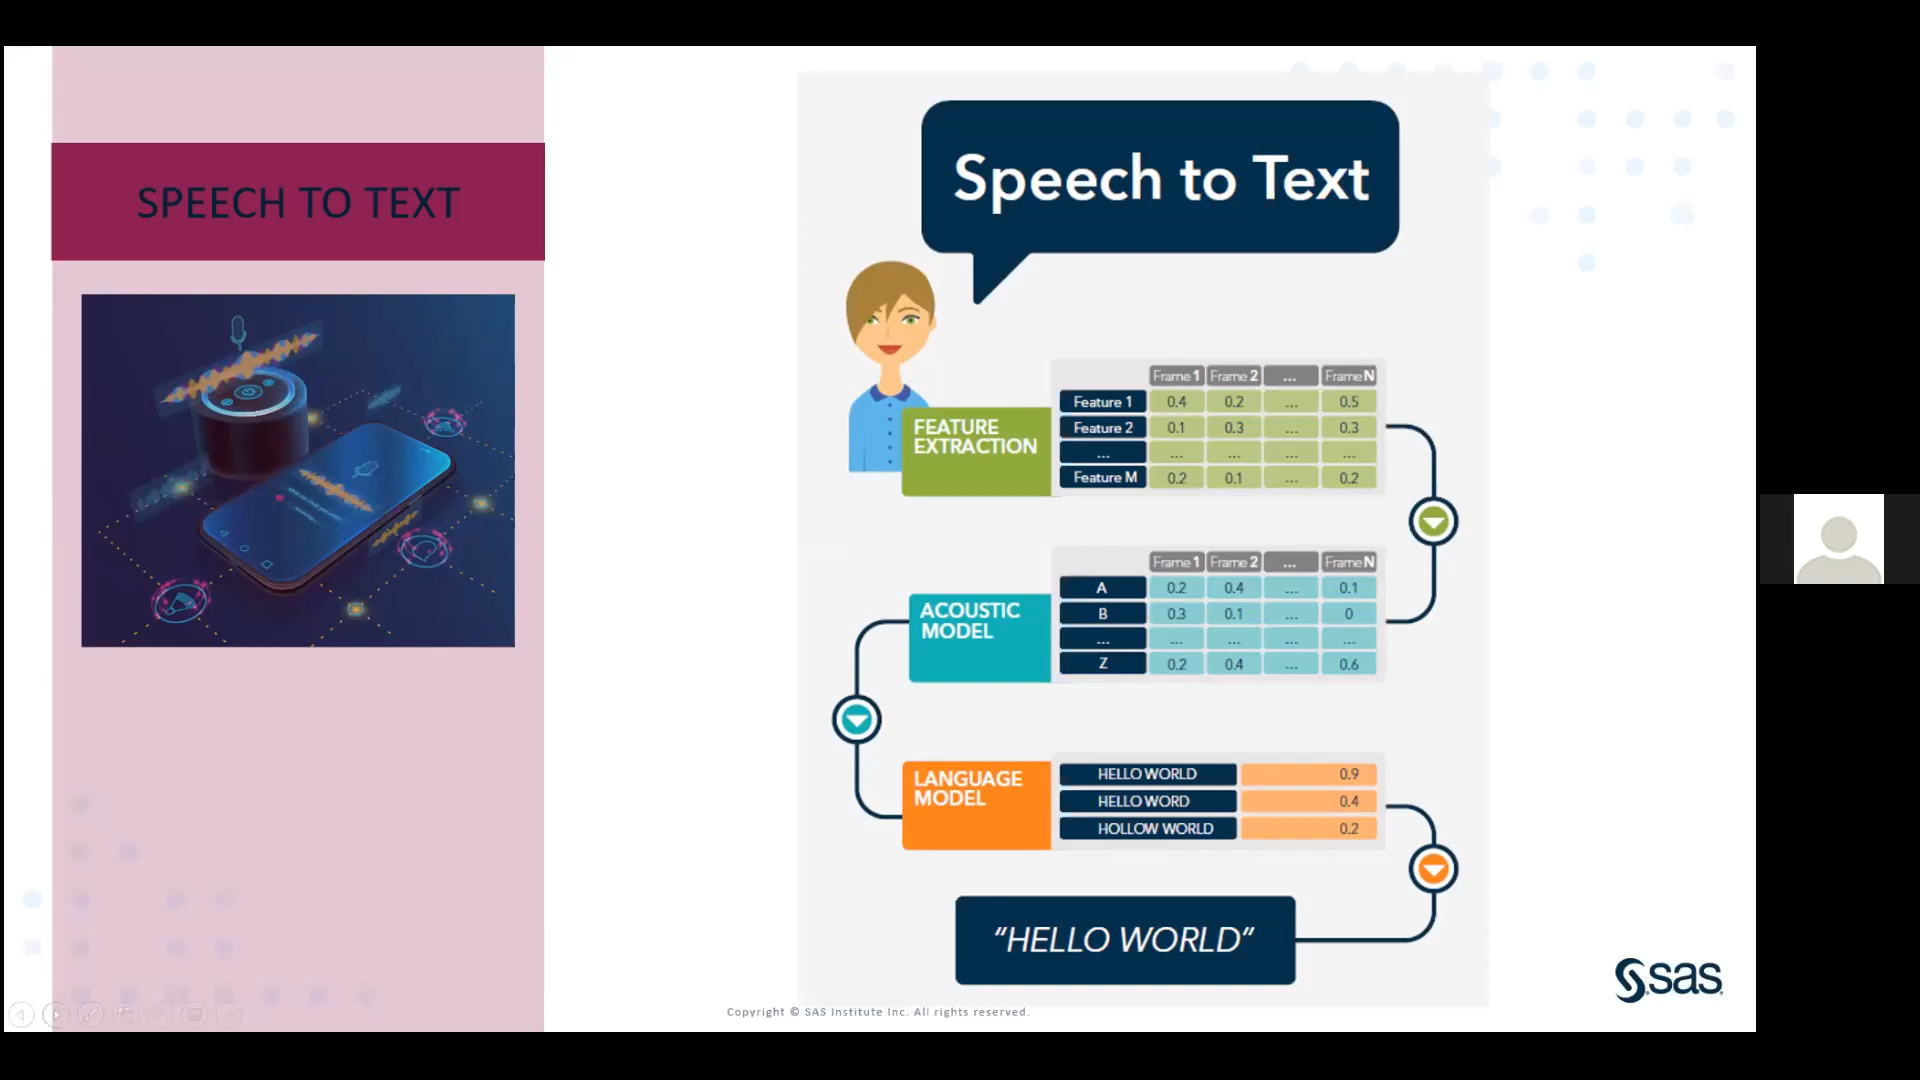 SPEECH TO TEXT
Speech to Text
FEATURE
EXTRACTION
Frame 1 Frame 2 ... Frame N
Feature 1 0.4 0.2 ... 0.5
Feature 2 0.1 0.3 ... 0.3
... ... ... ... ...
Feature M 0.2 0.1 ... 0.2
ACOUSTIC
MODEL
Frame 1 Frame 2 ... Frame N
A 0.2 0.4 ... 0.1
B 0.3 0.1 ... 0
... ... ... ... ...
Z 0.2 0.4 ... 0.6
LANGUAGE
MODEL
HELLO WORLD 0.9
HELLO WORD 0.4
HOLLOW WORLD 0.2
“HELLO WORLD”
sas
Copyright © SAS Institute Inc. All rights reserved.